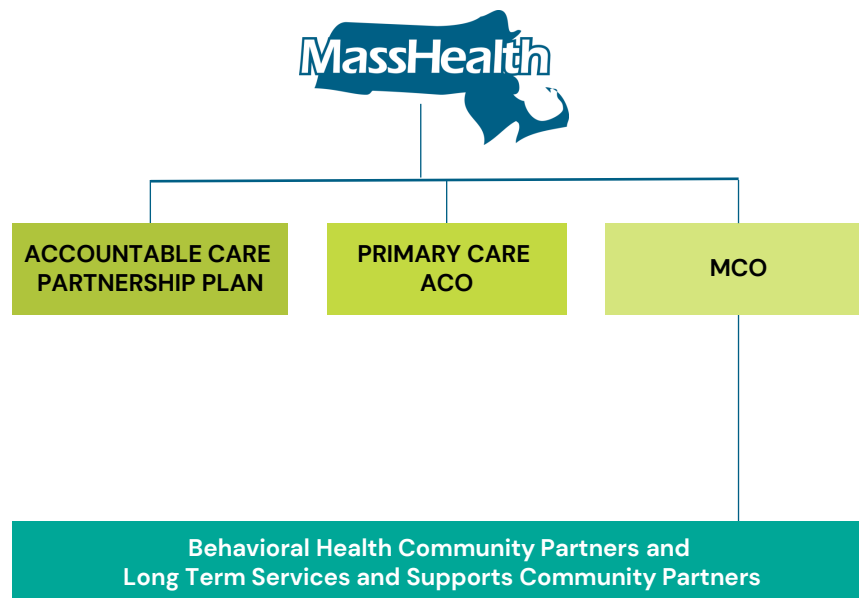 MassHealth
ACCOUNTABLE CARE
PARTNERSHIP PLAN
PRIMARY CARE
ACO
MCO
Behavioral Health Community Partners and
Long Term Services and Supports Community Partners